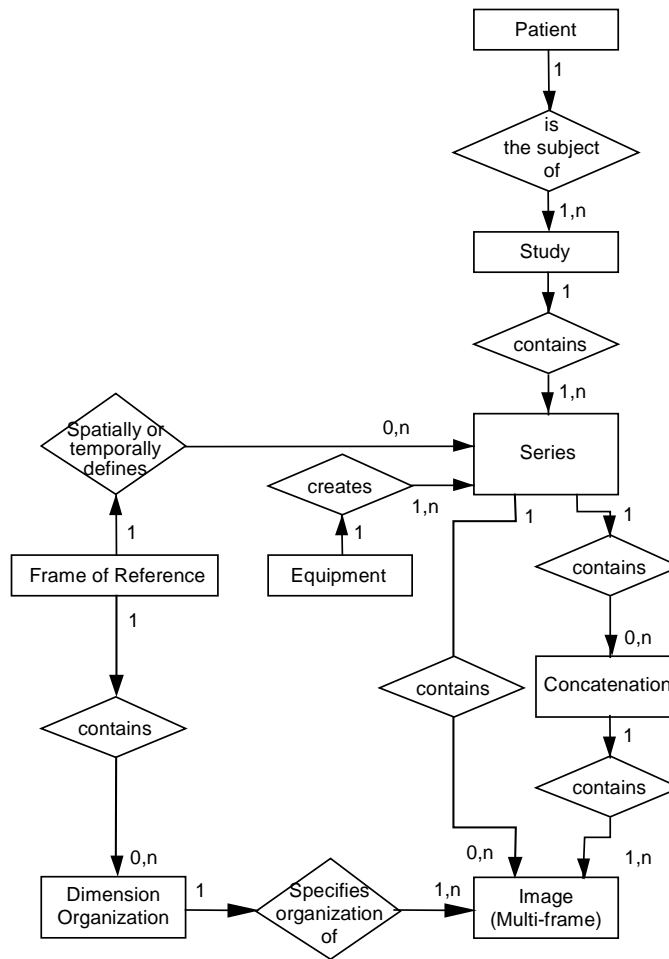 Patient
1
is
the subject
of
1,n
Study
1
contains
1,n
Spatially or
temporally
defines
0,n
Series
creates
1,n
1
1
1
1
Frame of Reference
Equipment
contains
1
0,n
contains
Concatenation
contains
1
contains
0,n
0,n
1,n
Dimension
Organization
1
Specifies
organization
of
1,n
Image
(Multi-frame)